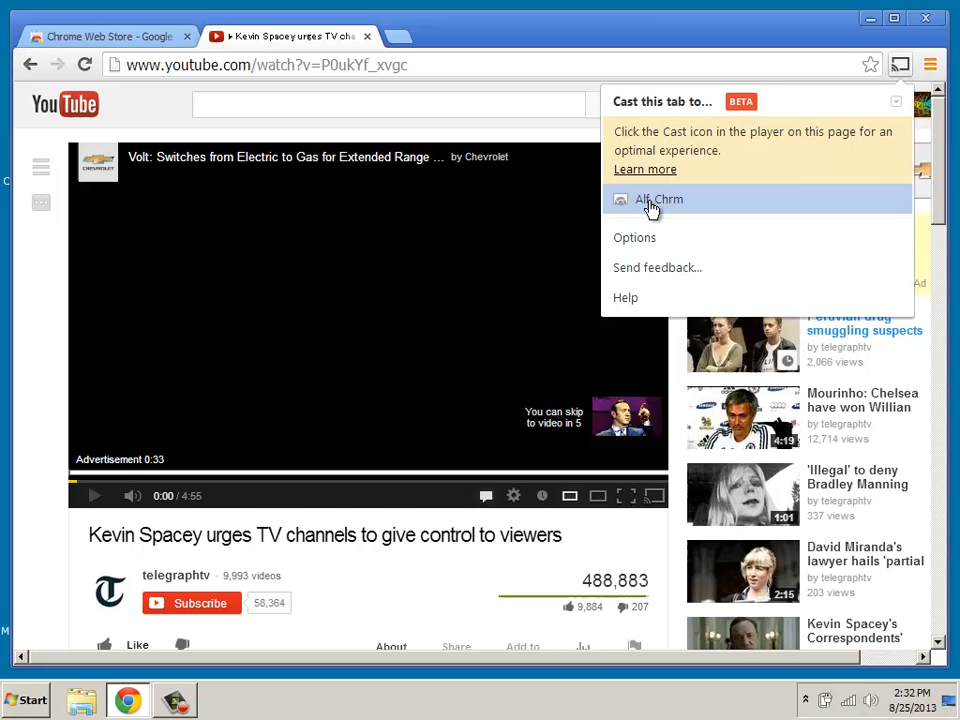 Chrome Web Store - Google
Kevin Spacey urges TV cha
www.youtube.com/watch?v=P0ukYf_xvgc
YouTube
Cast this tab to... BETA
Click the Cast icon in the player on this page for an
optimal experience.
Learn more
Alf Chrm
Options
Send feedback...
Help
CHEVROLET
Volt: Switches from Electric to Gas for Extended Range ... by Chevrolet
You can skip
to video in 5
Advertisement 0:33
0:00 / 4:55
Kevin Spacey urges TV channels to give control to viewers
telegraphtv · 9,993 videos
Subscribe 58,364
488,883
9,884 207
Like
About Share Add to
Ad
Peruvian drug
smuggling suspects
by telegraphtv
2,066 views
Mourinho: Chelsea
have won Willian
by telegraphtv
12,714 views
4:19
'Illegal' to deny
Bradley Manning
by telegraphtv
337 views
1:01
David Miranda's
lawyer hails 'partial
by telegraphtv
203 views
2:15
Kevin Spacey's
Correspondents'
C
M
Start
2:32 PM
8/25/2013